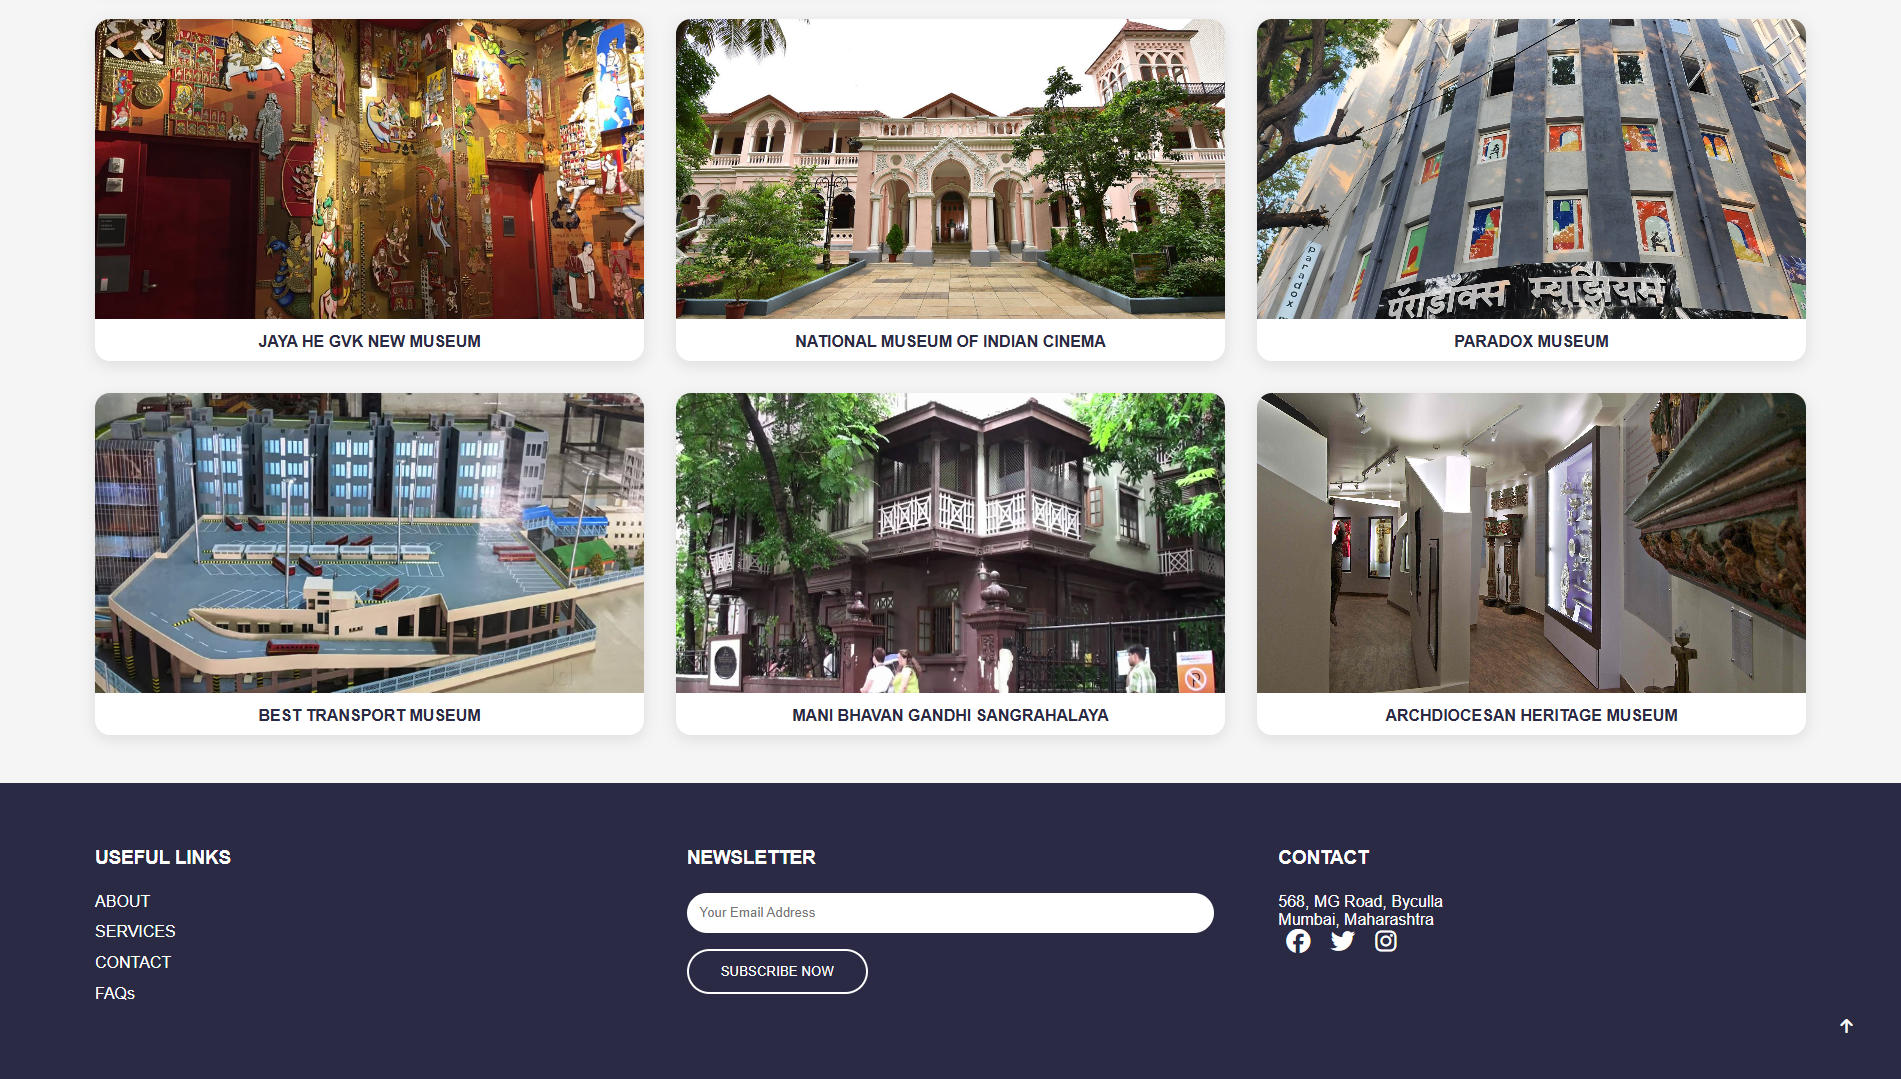 paradox
पॅराडॉक्स म्युझियम
JAYA HE GVK NEW MUSEUM
NATIONAL MUSEUM OF INDIAN CINEMA
PARADOX MUSEUM
BEST TRANSPORT MUSEUM
MANI BHAVAN GANDHI SANGRAHALAYA
ARCHDIOCESAN HERITAGE MUSEUM
USEFUL LINKS
ABOUT
SERVICES
CONTACT
FAQs
NEWSLETTER
Your Email Address
SUBSCRIBE NOW
CONTACT
568, MG Road, Byculla
Mumbai, Maharashtra